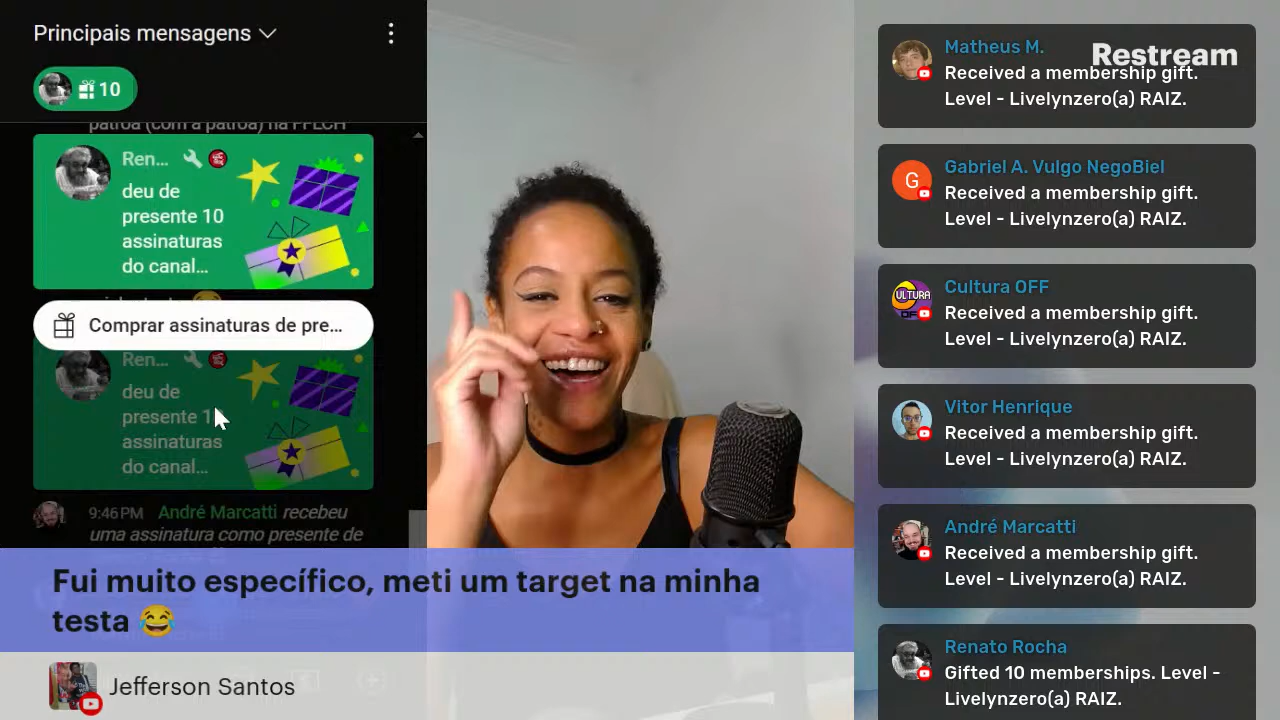 Principais mensagens
10
patroa (com a patroa) na FFLCH
Ren...
deu de
presente 10
assinaturas
do canal...
Comprar assinaturas de pre...
Ren...
deu de
presente 1
assinaturas
do canal...
9:46 PM André Marcatti recebeu
uma assinatura como presente de
Fui muito específico, meti um target na minha
testa 😂
Jefferson Santos
Restream
Matheus M.
Received a membership gift.
Level - Livelynzero(a) RAIZ.
G
Gabriel A. Vulgo NegoBiel
Received a membership gift.
Level - Livelynzero(a) RAIZ.
ULTURA
OFF
Cultura OFF
Received a membership gift.
Level - Livelynzero(a) RAIZ.
Vitor Henrique
Received a membership gift.
Level - Livelynzero(a) RAIZ.
André Marcatti
Received a membership gift.
Level - Livelynzero(a) RAIZ.
Renato Rocha
Gifted 10 memberships. Level -
Livelynzero(a) RAIZ.